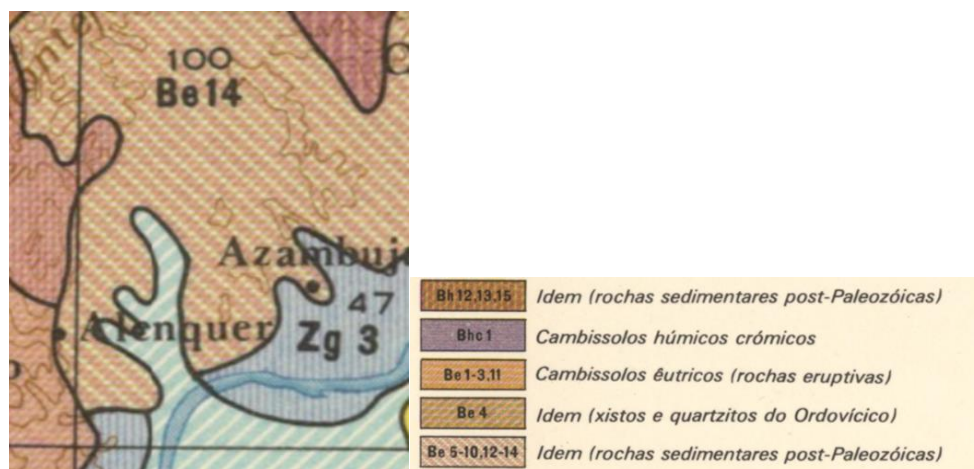 100
Be 14
Azambuj
47
Alenquer
Zg 3
Bh 12,13,15 Idem (rochas sedimentares post-Paleozóicas)
Bhc 1 Cambissolos húmicos crómicos
Be 1-3,11 Cambissolos êutricos (rochas eruptivas)
Be 4 Idem (xistos e quartzitos do Ordovícico)
Be 5-10,12-14 Idem (rochas sedimentares post-Paleozóicas)